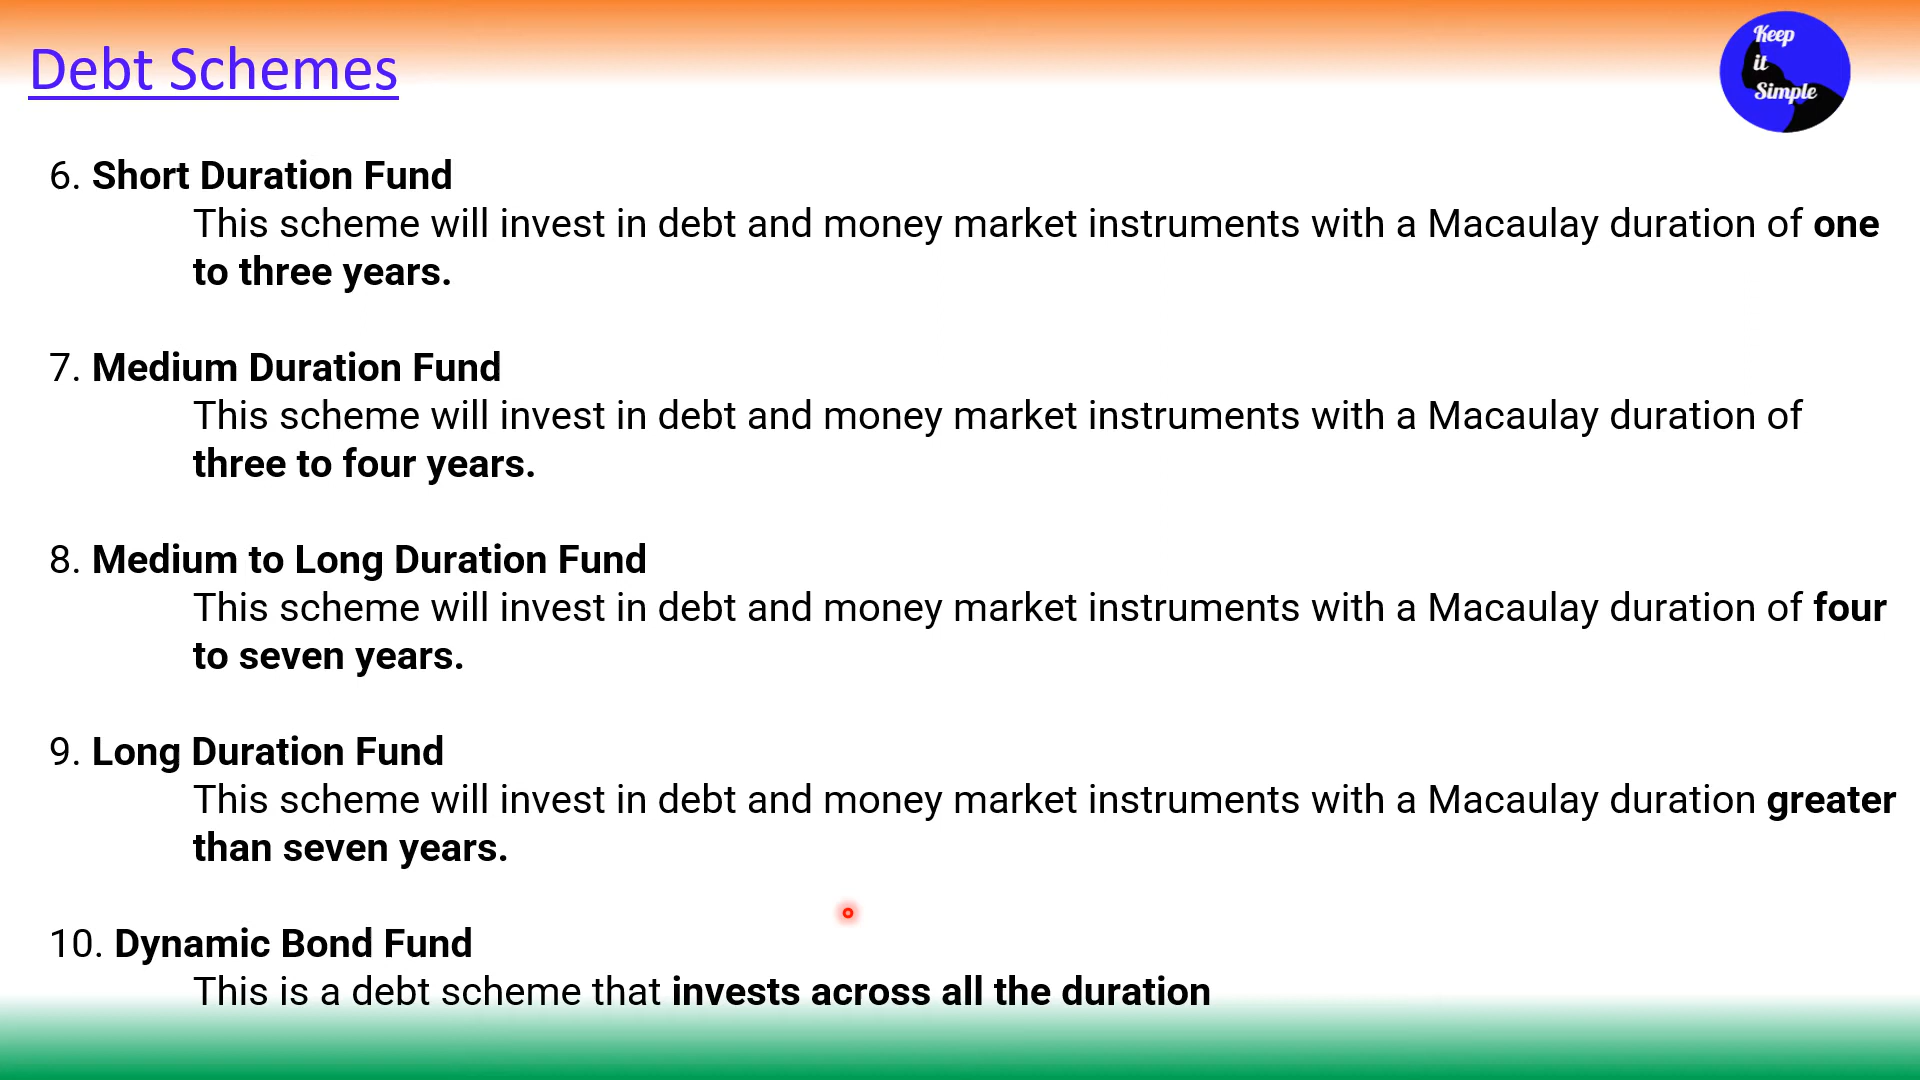 Debt Schemes
Keep
it
Simple
6. Short Duration Fund
This scheme will invest in debt and money market instruments with a Macaulay duration of one
to three years.
7. Medium Duration Fund
This scheme will invest in debt and money market instruments with a Macaulay duration of
three to four years.
8. Medium to Long Duration Fund
This scheme will invest in debt and money market instruments with a Macaulay duration of four
to seven years.
9. Long Duration Fund
This scheme will invest in debt and money market instruments with a Macaulay duration greater
than seven years.
10. Dynamic Bond Fund
This is a debt scheme that invests across all the duration